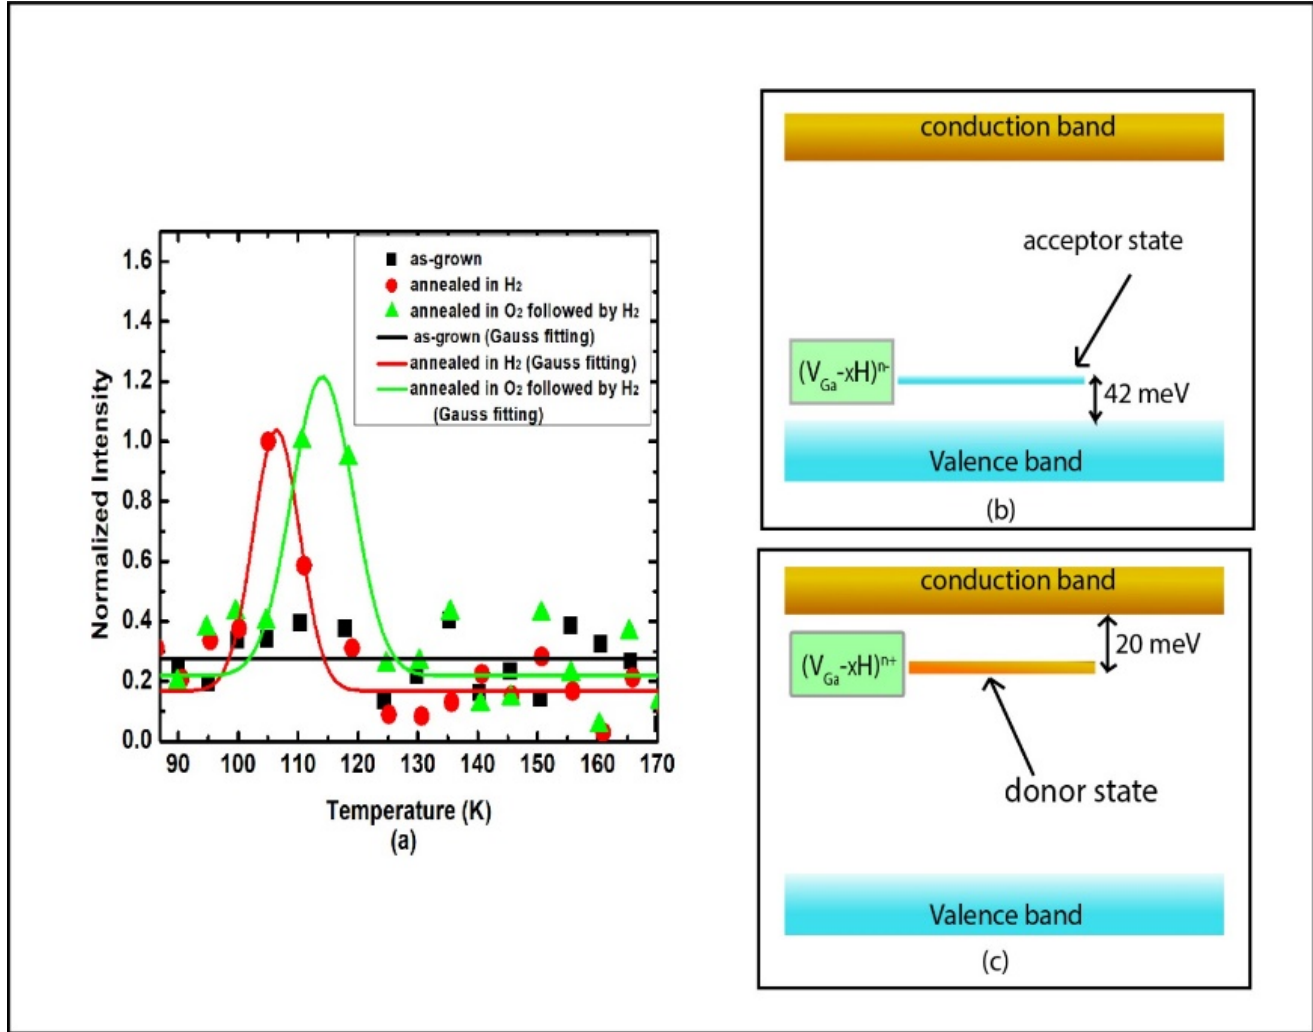 1.6
1.4
1.2
1.0
0.8
0.6
0.4
0.2
0.0
Normalized Intensity
as-grown
annealed in H₂
annealed in O₂ followed by H₂
as-grown (Gauss fitting)
annealed in H₂ (Gauss fitting)
annealed in O₂ followed by H₂
(Gauss fitting)
90 100 110 120 130 140 150 160 170
Temperature (K)
(a)
conduction band
acceptor state
(V_Ga-xH)ⁿ⁻
42 meV
Valence band
(b)
conduction band
20 meV
(V_Ga-xH)ⁿ⁺
donor state
Valence band
(c)